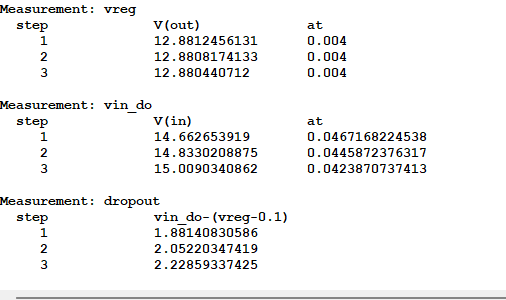 Measurement: vreg
step V(out) at
1 12.8812456131 0.004
2 12.8808174133 0.004
3 12.880440712 0.004
Measurement: vin_do
step V(in) at
1 14.662653919 0.0467168224538
2 14.8330208875 0.0445872376317
3 15.0090340862 0.0423870737413
Measurement: dropout
step vin_do-(vreg-0.1)
1 1.88140830586
2 2.05220347419
3 2.22859337425